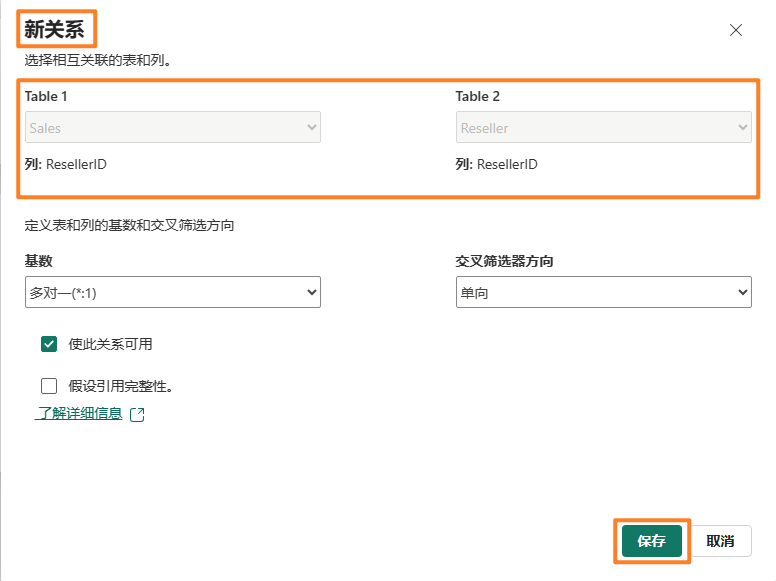 新关系
选择相互关联的表和列。
Table 1
Table 2
Sales
Reseller
列: ResellerID
列: ResellerID
定义表和列的基数和交叉筛选方向
基数
交叉筛选器方向
多对一(*:1)
单向
使此关系可用
假设引用完整性。
了解详细信息
保存
取消